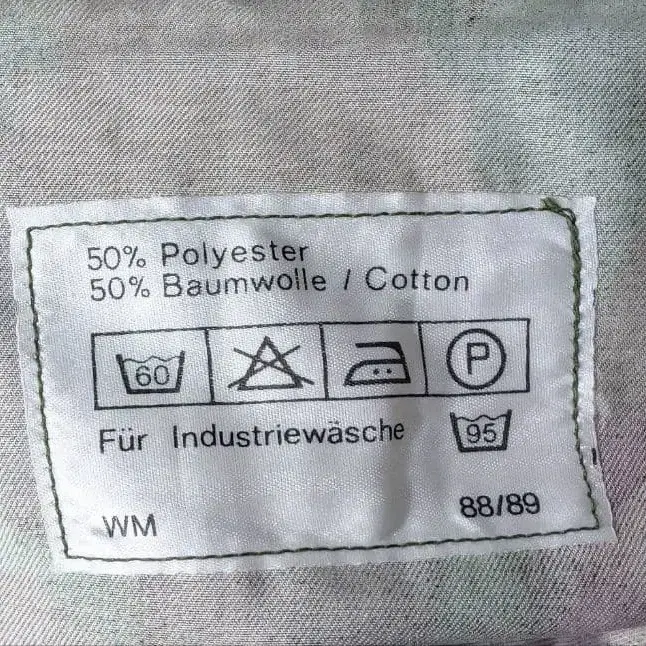 50% Polyester
50% Baumwolle / Cotton
60 P
Für Industriewäsche 95
WM 88/89